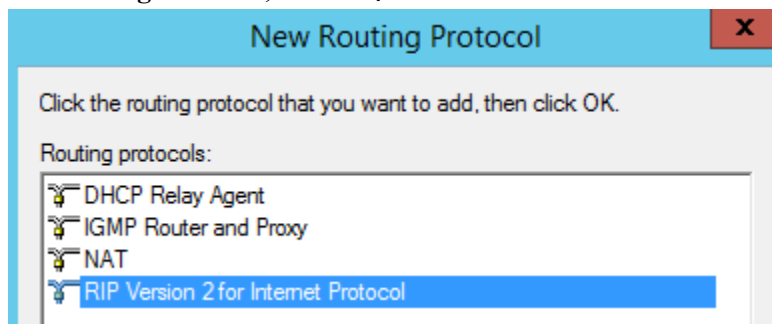 New Routing Protocol
x
Click the routing protocol that you want to add, then click OK.
Routing protocols:
DHCP Relay Agent
IGMP Router and Proxy
NAT
RIP Version 2 for Internet Protocol